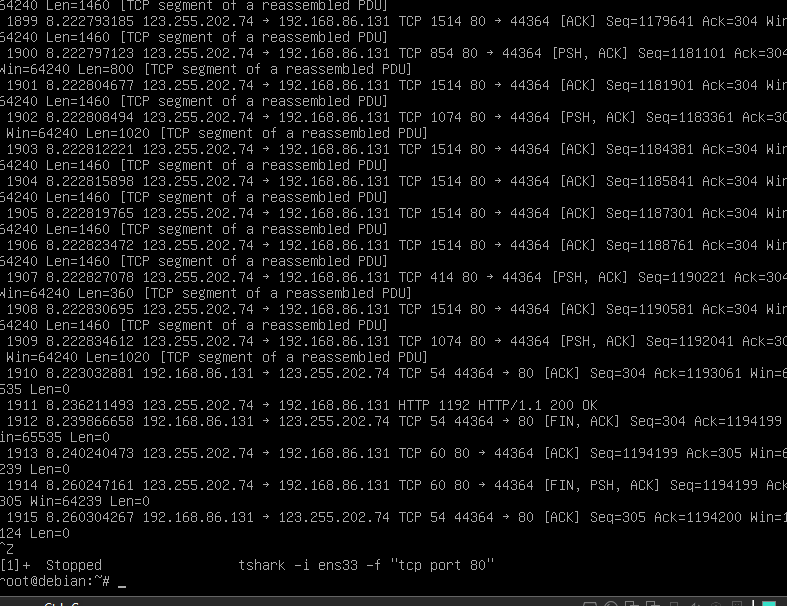 64240 Len=1460 [TCP segment of a reassembled PDU]
1899 8.222793185 123.255.202.74 → 192.168.86.131 TCP 1514 80 → 44364 [ACK] Seq=1179641 Ack=304 Win=
64240 Len=1460 [TCP segment of a reassembled PDU]
1900 8.222797123 123.255.202.74 → 192.168.86.131 TCP 854 80 → 44364 [PSH, ACK] Seq=1181101 Ack=304
Win=64240 Len=800 [TCP segment of a reassembled PDU]
1901 8.222804677 123.255.202.74 → 192.168.86.131 TCP 1514 80 → 44364 [ACK] Seq=1181901 Ack=304 Win=
64240 Len=1460 [TCP segment of a reassembled PDU]
1902 8.222808494 123.255.202.74 → 192.168.86.131 TCP 1074 80 → 44364 [PSH, ACK] Seq=1183361 Ack=30
Win=64240 Len=1020 [TCP segment of a reassembled PDU]
1903 8.222812221 123.255.202.74 → 192.168.86.131 TCP 1514 80 → 44364 [ACK] Seq=1184381 Ack=304 Win
64240 Len=1460 [TCP segment of a reassembled PDU]
1904 8.222815898 123.255.202.74 → 192.168.86.131 TCP 1514 80 → 44364 [ACK] Seq=1185841 Ack=304 Win
64240 Len=1460 [TCP segment of a reassembled PDU]
1905 8.222819765 123.255.202.74 → 192.168.86.131 TCP 1514 80 → 44364 [ACK] Seq=1187301 Ack=304 Win
64240 Len=1460 [TCP segment of a reassembled PDU]
1906 8.222823472 123.255.202.74 → 192.168.86.131 TCP 1514 80 → 44364 [ACK] Seq=1188761 Ack=304 Win
64240 Len=1460 [TCP segment of a reassembled PDU]
1907 8.222827078 123.255.202.74 → 192.168.86.131 TCP 414 80 → 44364 [PSH, ACK] Seq=1190221 Ack=304
Win=64240 Len=360 [TCP segment of a reassembled PDU]
1908 8.222830695 123.255.202.74 → 192.168.86.131 TCP 1514 80 → 44364 [ACK] Seq=1190581 Ack=304 Win
64240 Len=1460 [TCP segment of a reassembled PDU]
1909 8.222834612 123.255.202.74 → 192.168.86.131 TCP 1074 80 → 44364 [PSH, ACK] Seq=1192041 Ack=30
Win=64240 Len=1020 [TCP segment of a reassembled PDU]
1910 8.223032881 192.168.86.131 → 123.255.202.74 TCP 54 44364 → 80 [ACK] Seq=304 Ack=1193061 Win=6
535 Len=0
1911 8.236211493 123.255.202.74 → 192.168.86.131 HTTP 1192 HTTP/1.1 200 OK
1912 8.239866658 192.168.86.131 → 123.255.202.74 TCP 54 44364 → 80 [FIN, ACK] Seq=304 Ack=1194199
in=65535 Len=0
1913 8.240240473 123.255.202.74 → 192.168.86.131 TCP 60 80 → 44364 [ACK] Seq=1194199 Ack=305 Win=6
239 Len=0
1914 8.260247161 123.255.202.74 → 192.168.86.131 TCP 60 80 → 44364 [FIN, PSH, ACK] Seq=1194199 Ack
305 Win=64239 Len=0
1915 8.260304267 192.168.86.131 → 123.255.202.74 TCP 54 44364 → 80 [ACK] Seq=305 Ack=1194200 Win=1
124 Len=0
^Z
[1]+ Stopped tshark -i ens33 -f "tcp port 80"
root@debian:~# _